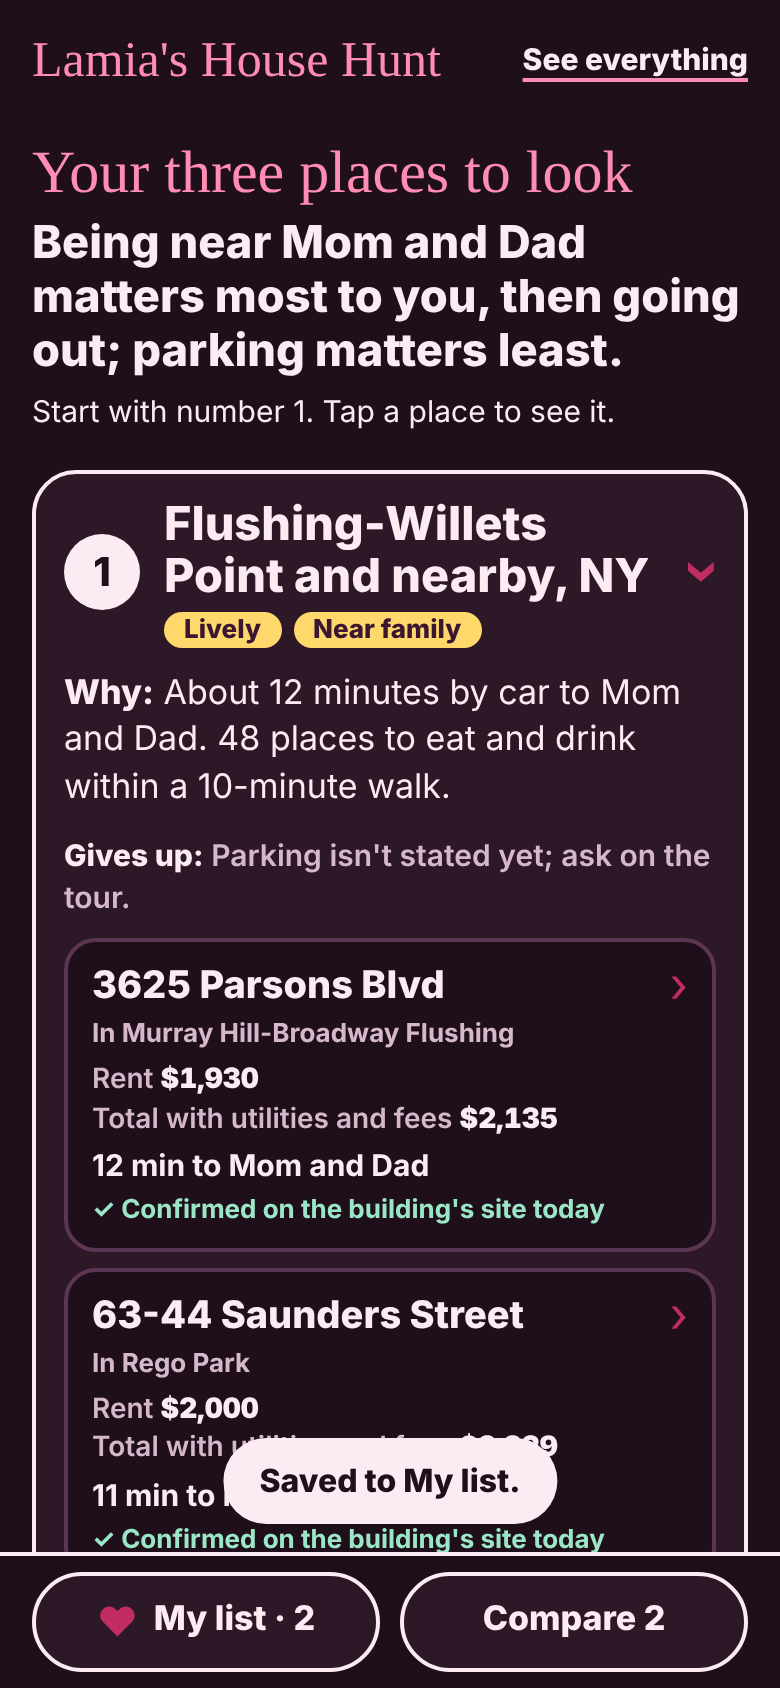 Lamia's House Hunt
See everything
Your three places to look
Being near Mom and Dad
matters most to you, then going
out; parking matters least.
Start with number 1. Tap a place to see it.
1
Flushing-Willets
Point and nearby, NY
Lively
Near family
Why: About 12 minutes by car to Mom
and Dad. 48 places to eat and drink
within a 10-minute walk.
Gives up: Parking isn't stated yet; ask on the
tour.
3625 Parsons Blvd
In Murray Hill-Broadway Flushing
Rent $1,930
Total with utilities and fees $2,135
12 min to Mom and Dad
✓ Confirmed on the building's site today
63-44 Saunders Street
In Rego Park
Rent $2,000
Total with
11 min to
Saved to My list.
✓ Confirmed on the building's site today
My list · 2
Compare 2